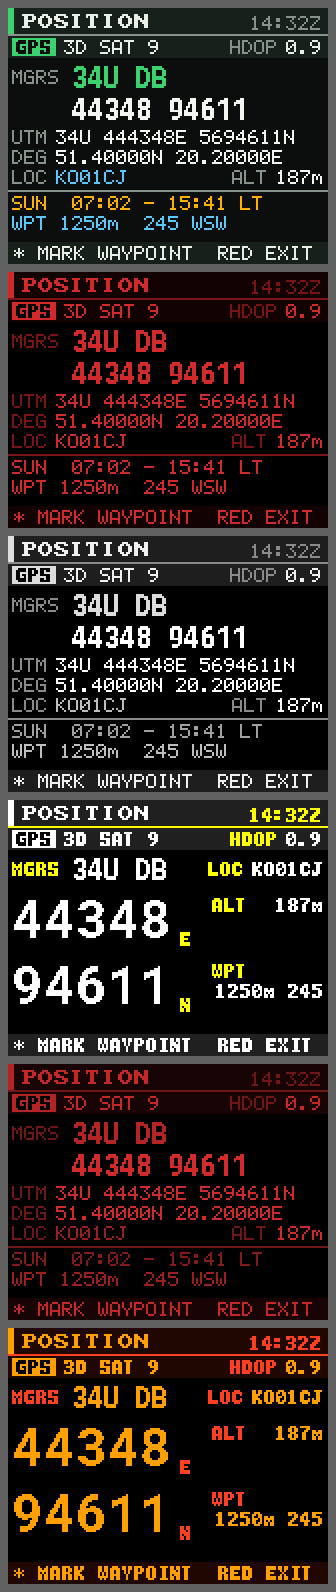 POSITION 14:32Z
GPS 3D SAT 9 HDOP 0.9
MGRS 34U DB
44348 94611
UTM 34U 444348E 5694611N
DEG 51.40000N 20.20000E
LOC KO01CJ ALT 187m
SUN 07:02 - 15:41 LT
WPT 1250m 245 WSW
* MARK WAYPOINT RED EXIT
POSITION 14:32Z
GPS 3D SAT 9 HDOP 0.9
MGRS 34U DB
44348 94611
UTM 34U 444348E 5694611N
DEG 51.40000N 20.20000E
LOC KO01CJ ALT 187m
SUN 07:02 - 15:41 LT
WPT 1250m 245 WSW
* MARK WAYPOINT RED EXIT
POSITION 14:32Z
GPS 3D SAT 9 HDOP 0.9
MGRS 34U DB
44348 94611
UTM 34U 444348E 5694611N
DEG 51.40000N 20.20000E
LOC KO01CJ ALT 187m
SUN 07:02 - 15:41 LT
WPT 1250m 245 WSW
* MARK WAYPOINT RED EXIT
POSITION 14:32Z
GPS 3D SAT 9 HDOP 0.9
MGRS 34U DB LOC KO01CJ
44348 E
ALT 187m
94611 N
WPT
1250m 245
* MARK WAYPOINT RED EXIT
POSITION 14:32Z
GPS 3D SAT 9 HDOP 0.9
MGRS 34U DB
44348 94611
UTM 34U 444348E 5694611N
DEG 51.40000N 20.20000E
LOC KO01CJ ALT 187m
SUN 07:02 - 15:41 LT
WPT 1250m 245 WSW
* MARK WAYPOINT RED EXIT
POSITION 14:32Z
GPS 3D SAT 9 HDOP 0.9
MGRS 34U DB LOC KO01CJ
44348 E
ALT 187m
94611 N
WPT
1250m 245
* MARK WAYPOINT RED EXIT